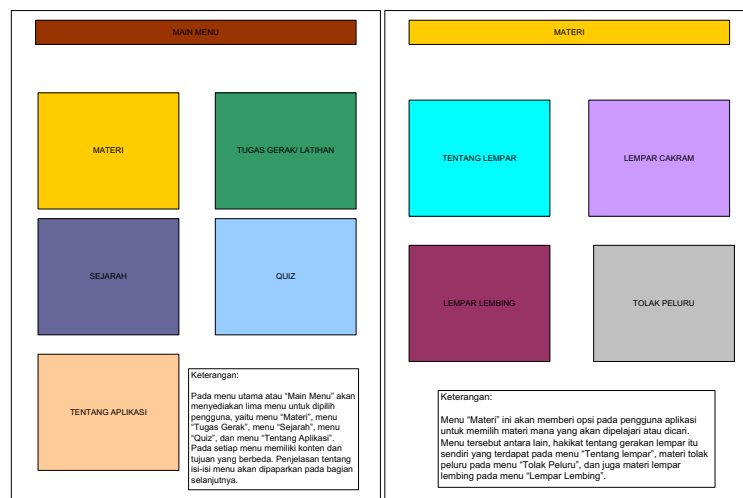 MAIN MENU
MATERI
TUGAS GERAK/ LATIHAN
SEJARAH
QUIZ
TENTANG APLIKASI
Keterangan:
Pada menu utama atau “Main Menu” akan
menyediakan lima menu untuk dipilih
pengguna, yaitu menu “Materi”, menu
“Tugas Gerak”, menu “Sejarah”, menu
“Quiz”, dan menu “Tentang Aplikasi”.
Pada setiap menu memiliki konten dan
tujuan yang berbeda. Penjelasan tentang
isi-isi menu akan dipaparkan pada bagian
selanjutnya.
MATERI
TENTANG LEMPAR
LEMPAR CAKRAM
LEMPAR LEMBING
TOLAK PELURU
Keterangan:
Menu “Materi” ini akan memberi opsi pada pengguna aplikasi
untuk memilih materi mana yang akan dipelajari atau dicari.
Menu tersebut antara lain, hakikat tentang gerakan lempar itu
sendiri yang terdapat pada menu “Tentang lempar”, materi tolak
peluru pada menu “Tolak Peluru”, dan juga materi lempar
lembing pada menu “Lempar Lembing”.